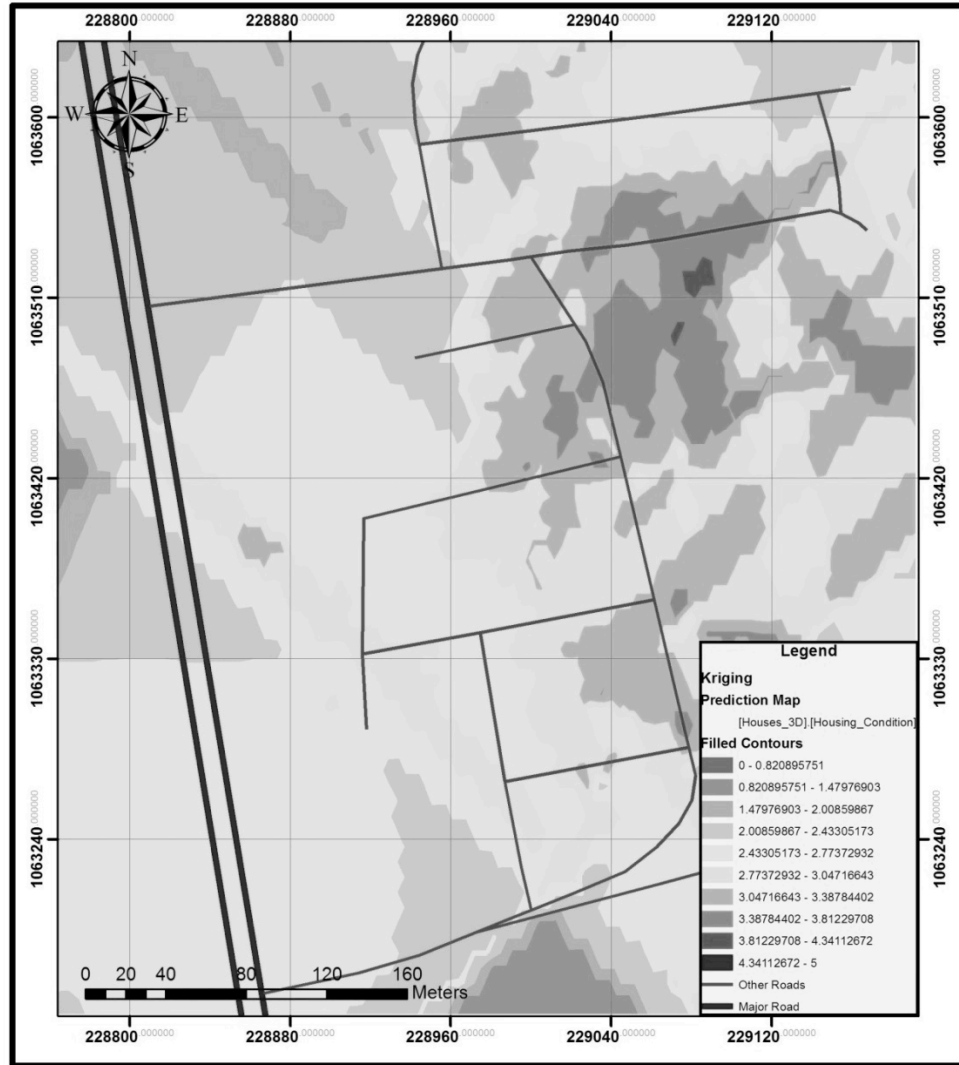 228800.000000 228880.000000 228960.000000 229040.000000 229120.000000
N
W E
S
1063600.000000 1063600.000000
1063510.000000 1063510.000000
1063420.000000 1063420.000000
1063330.000000 1063330.000000
1063240.000000 1063240.000000
Legend
Kriging
Prediction Map
[Houses_3D].[Housing_Condition]
Filled Contours
0 - 0.820895751
0.820895751 - 1.47976903
1.47976903 - 2.00859867
2.00859867 - 2.43305173
2.43305173 - 2.77372932
2.77372932 - 3.04716643
3.04716643 - 3.38784402
3.38784402 - 3.81229708
3.81229708 - 4.34112672
4.34112672 - 5
Other Roads
Major Road
0 20 40 80 120 160
Meters
228800.000000 228880.000000 228960.000000 229040.000000 229120.000000